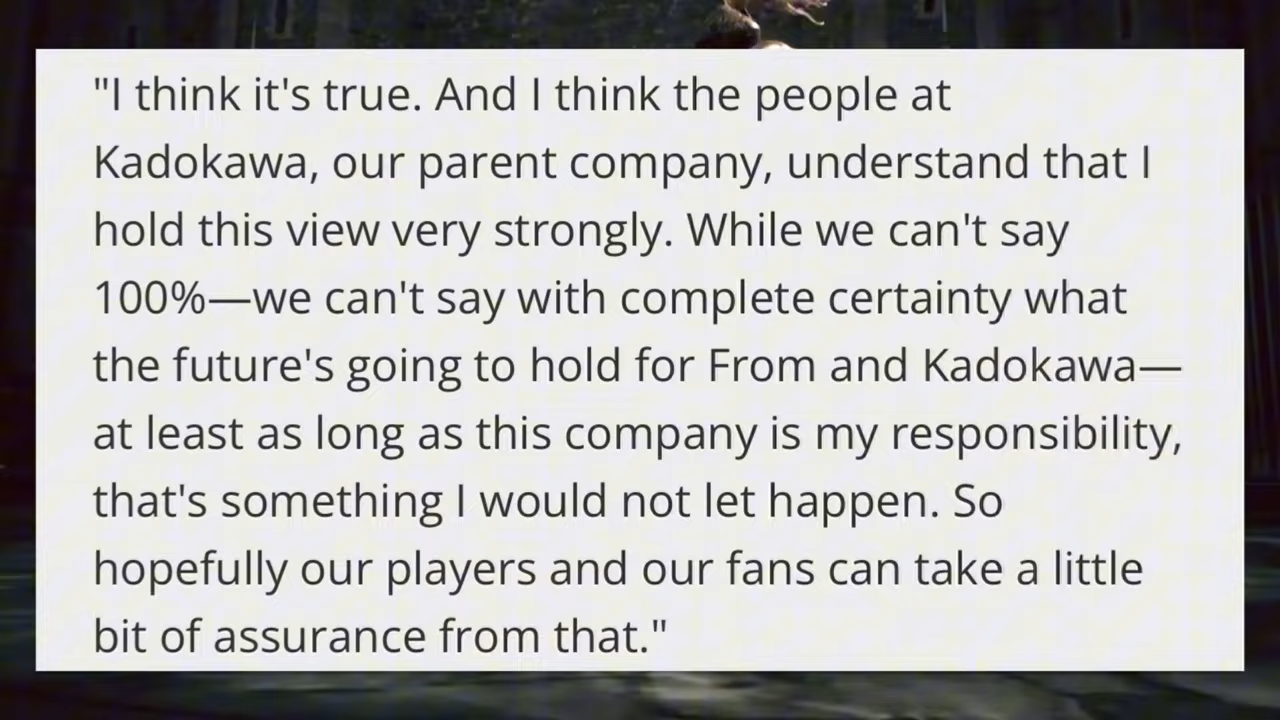 "I think it's true. And I think the people at
Kadokawa, our parent company, understand that I
hold this view very strongly. While we can't say
100%—we can't say with complete certainty what
the future's going to hold for From and Kadokawa—
at least as long as this company is my responsibility,
that's something I would not let happen. So
hopefully our players and our fans can take a little
bit of assurance from that."